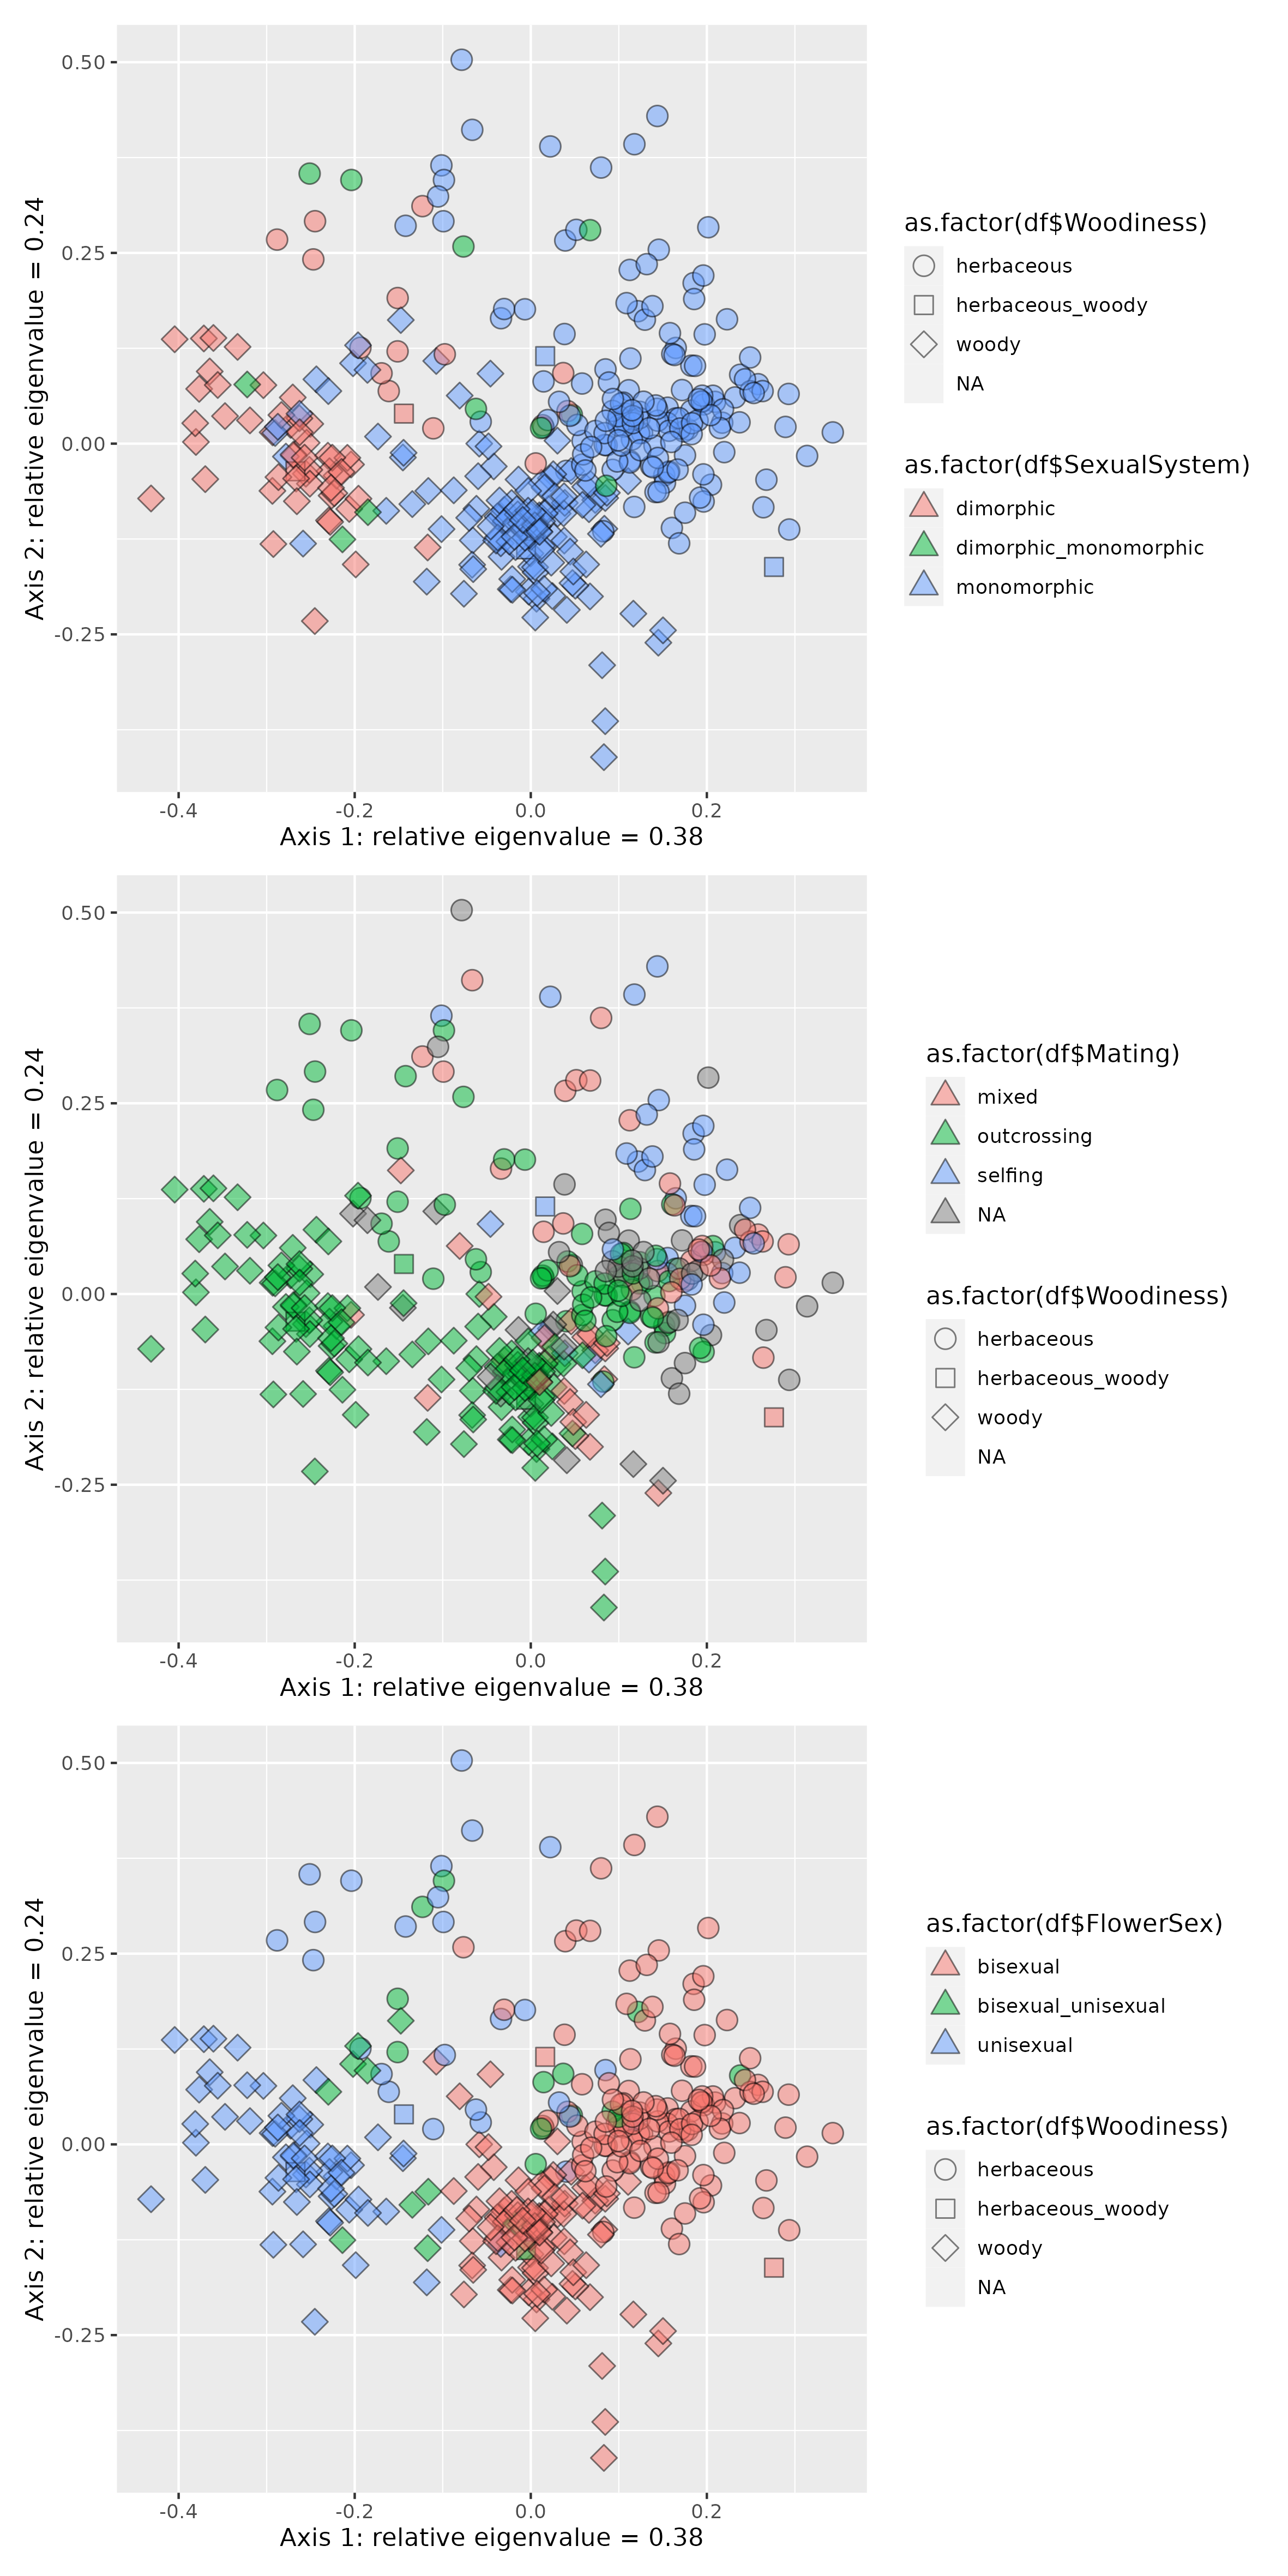 0.50
0.25
0.00
-0.25
Axis 2: relative eigenvalue = 0.24
-0.4
-0.2
0.0
0.2
Axis 1: relative eigenvalue = 0.38
as.factor(df$Woodiness)
herbaceous
herbaceous_woody
woody
NA
as.factor(df$SexualSystem)
dimorphic
dimorphic_monomorphic
monomorphic
0.50
0.25
0.00
-0.25
Axis 2: relative eigenvalue = 0.24
-0.4
-0.2
0.0
0.2
Axis 1: relative eigenvalue = 0.38
as.factor(df$Mating)
mixed
outcrossing
selfing
NA
as.factor(df$Woodiness)
herbaceous
herbaceous_woody
woody
NA
0.50
0.25
0.00
-0.25
Axis 2: relative eigenvalue = 0.24
-0.4
-0.2
0.0
0.2
Axis 1: relative eigenvalue = 0.38
as.factor(df$FlowerSex)
bisexual
bisexual_unisexual
unisexual
as.factor(df$Woodiness)
herbaceous
herbaceous_woody
woody
NA